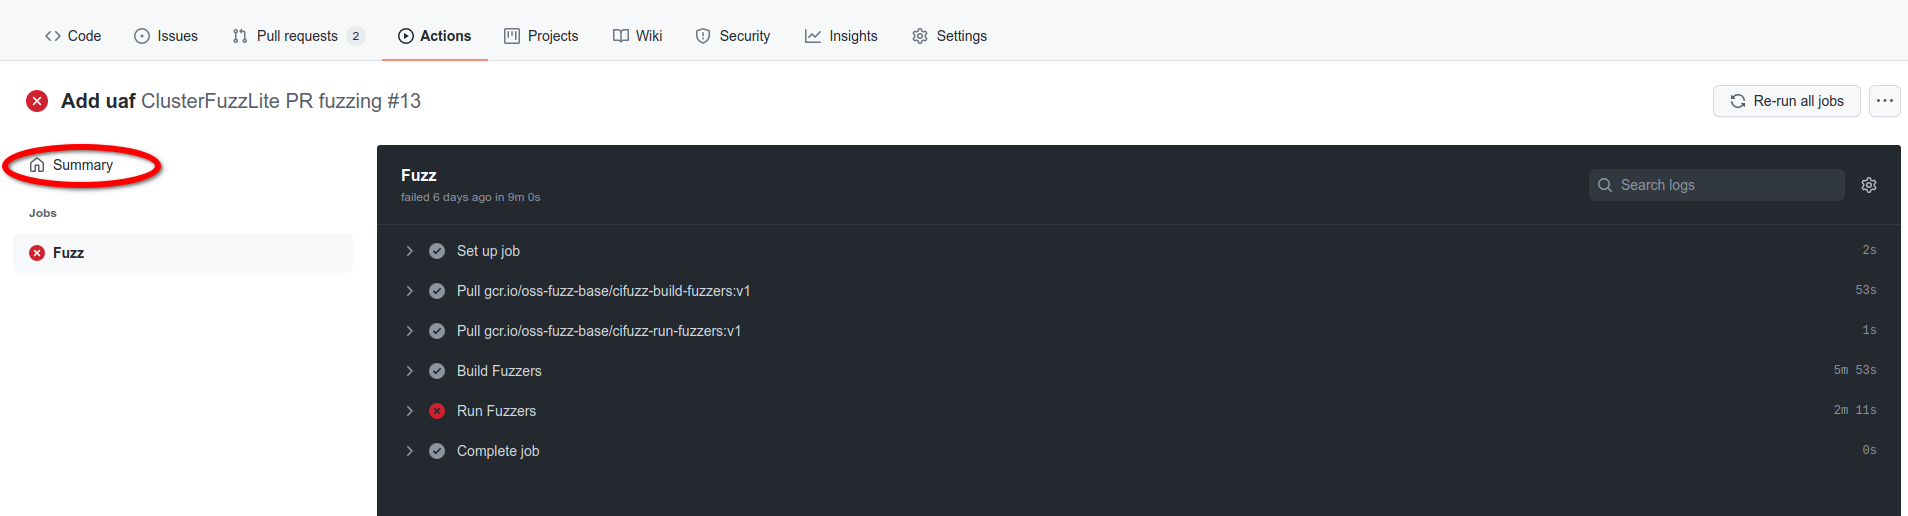 Code Issues Pull requests 2 Actions Projects Wiki Security Insights Settings
Add uaf ClusterFuzzLite PR fuzzing #13
Re-run all jobs
Summary
Jobs
Fuzz
Fuzz
failed 6 days ago in 9m 0s
Search logs
Set up job 2s
Pull gcr.io/oss-fuzz-base/cifuzz-build-fuzzers:v1 53s
Pull gcr.io/oss-fuzz-base/cifuzz-run-fuzzers:v1 1s
Build Fuzzers 5m 53s
Run Fuzzers 2m 11s
Complete job 0s